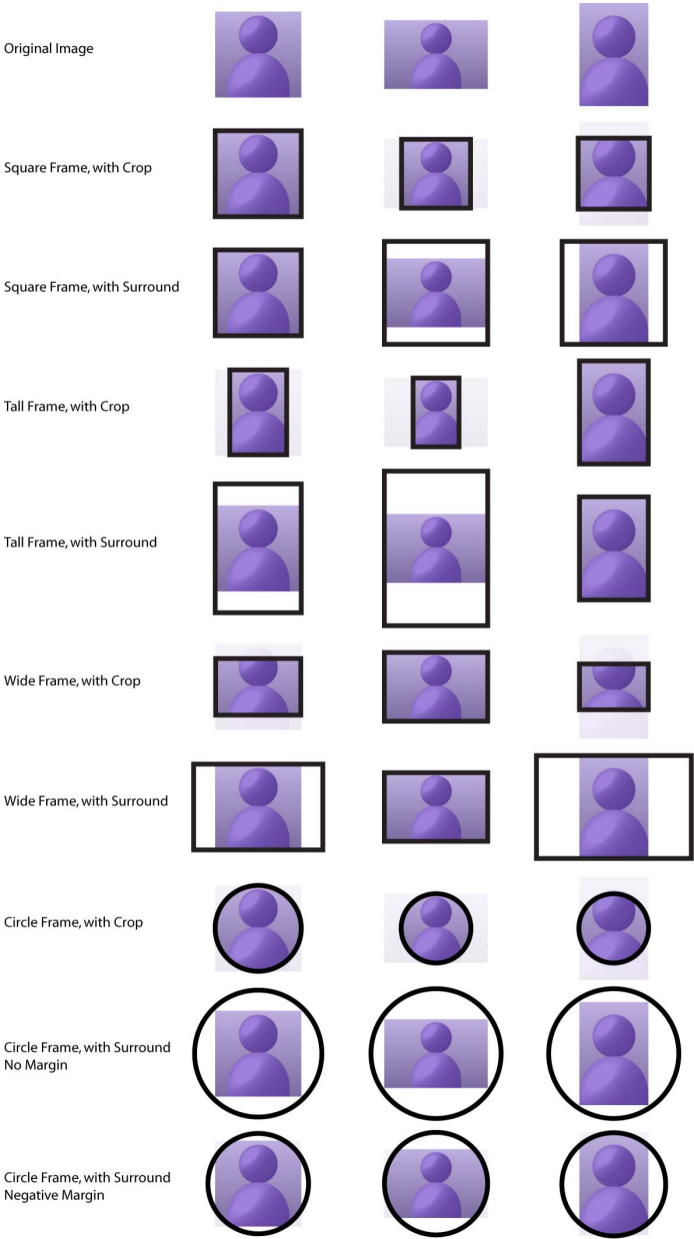 Original Image
Square Frame, with Crop
Square Frame, with Surround
Tall Frame, with Crop
Tall Frame, with Surround
Wide Frame, with Crop
Wide Frame, with Surround
Circle Frame, with Crop
Circle Frame, with Surround
No Margin
Circle Frame, with Surround
Negative Margin